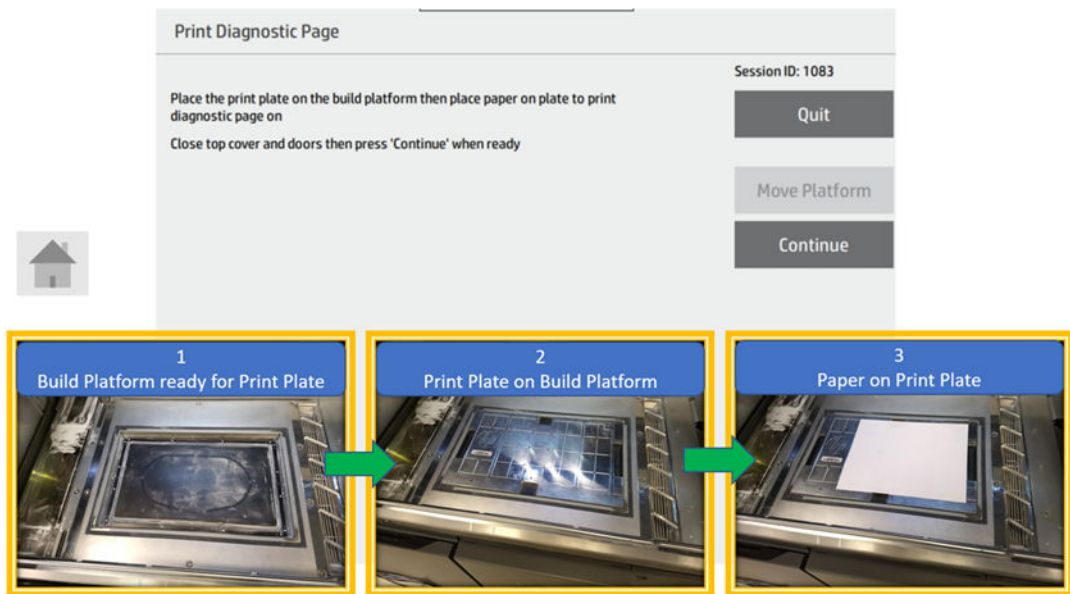 Print Diagnostic Page
Session ID: 1083
Place the print plate on the build platform then place paper on plate to print
diagnostic page on
Quit
Close top cover and doors then press 'Continue' when ready
Move Platform
Continue
1
Build Platform ready for Print Plate
2
Print Plate on Build Platform
3
Paper on Print Plate